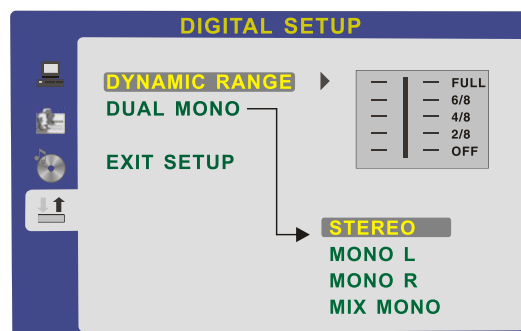 DIGITAL SETUP
DYNAMIC RANGE
DUAL MONO
EXIT SETUP
FULL
6/8
4/8
2/8
OFF
STEREO
MONO L
MONO R
MIX MONO